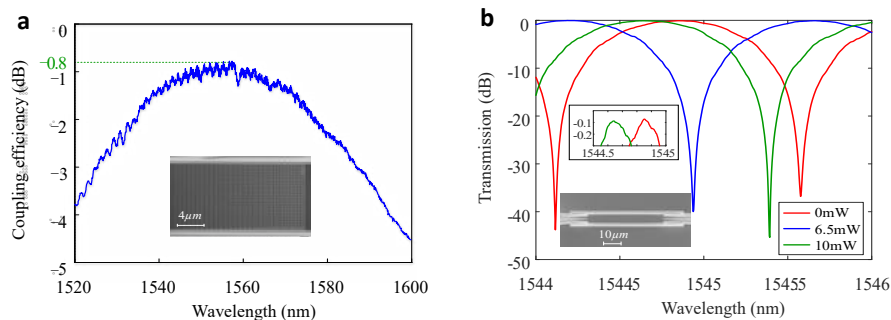 a
0
−0.8
−1
−2
−3
−4
−5
Coupling efficiency (dB)
4μm
1520
1540
1560
1580
1600
Wavelength (nm)
b
0
-10
-20
-30
-40
-50
Transmission (dB)
-0.1
-0.2
1544.5
1545
10μm
0mW
6.5mW
10mW
1544
15445
1545
15455
1546
Wavelength (nm)